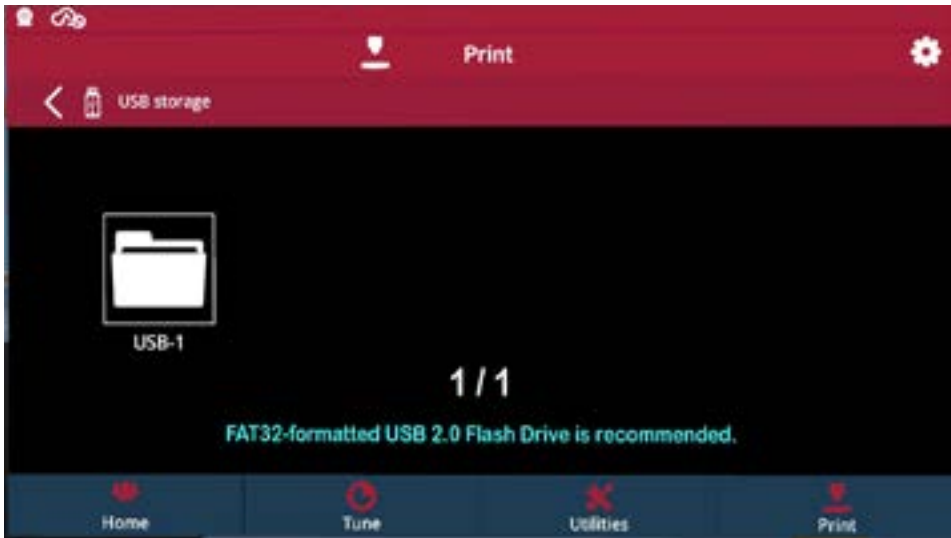 Print
USB storage
USB-1
1 / 1
FAT32-formatted USB 2.0 Flash Drive is recommended.
Home
Tune
Utilities
Print